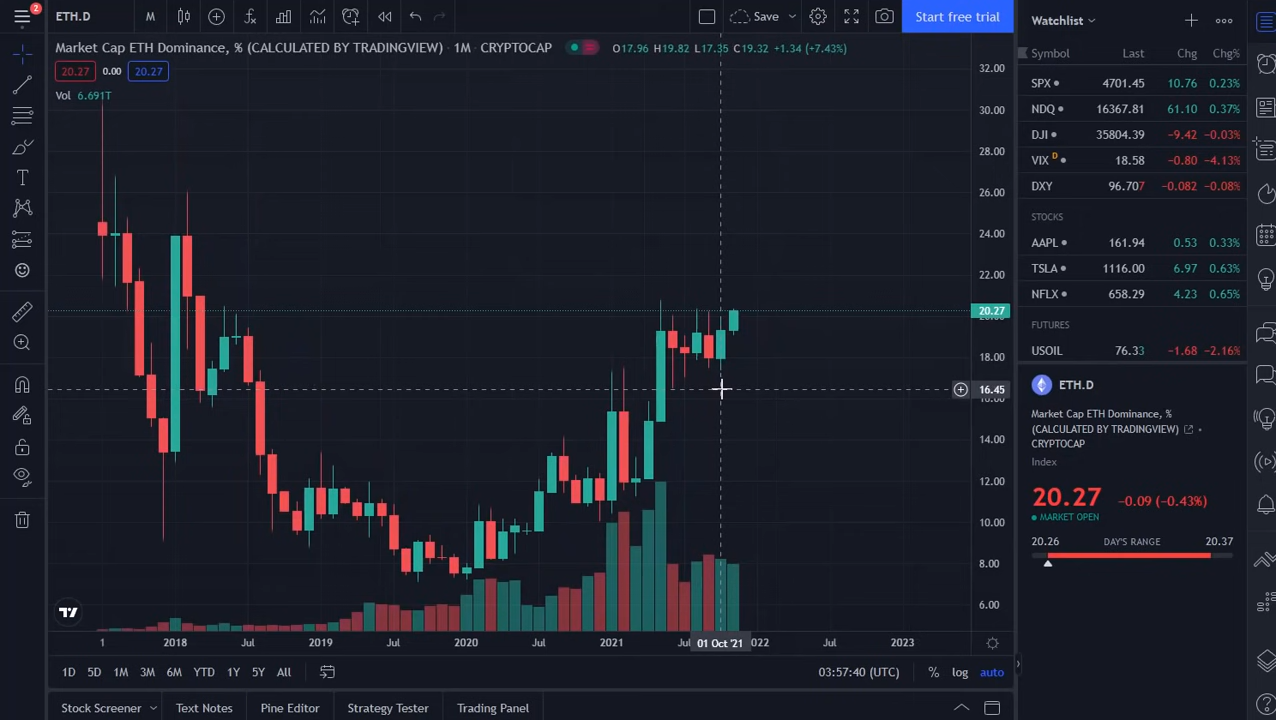 2
ETH.D
M
Save
Start free trial
Market Cap ETH Dominance, % (CALCULATED BY TRADINGVIEW) · 1M · CRYPTOCAP
O17.96 H19.82 L17.35 C19.32 +1.34 (+7.43%)
20.27 0.00 20.27
Vol 6.691T
32.00
30.00
28.00
26.00
24.00
22.00
20.27
20.00
18.00
16.45
16.00
14.00
12.00
10.00
8.00
6.00
1 2018 Jul 2019 Jul 2020 Jul 2021 01 Oct '21 2022 Jul 2023
1D 5D 1M 3M 6M YTD 1Y 5Y All
03:57:40 (UTC) % log auto
Stock Screener Text Notes Pine Editor Strategy Tester Trading Panel
Watchlist
Symbol Last Chg Chg%
SPX 4701.45 10.76 0.23%
NDQ 16367.81 61.10 0.37%
DJI 35804.39 −9.42 −0.03%
VIX D 18.58 −0.80 −4.13%
DXY 96.707 −0.082 −0.08%
STOCKS
AAPL 161.94 0.53 0.33%
TSLA 1116.00 6.97 0.63%
NFLX 658.29 4.23 0.65%
FUTURES
USOIL 76.33 −1.68 −2.16%
ETH.D
Market Cap ETH Dominance, %
(CALCULATED BY TRADINGVIEW) •
CRYPTOCAP
Index
20.27 −0.09 (−0.43%)
MARKET OPEN
20.26 DAY'S RANGE 20.37